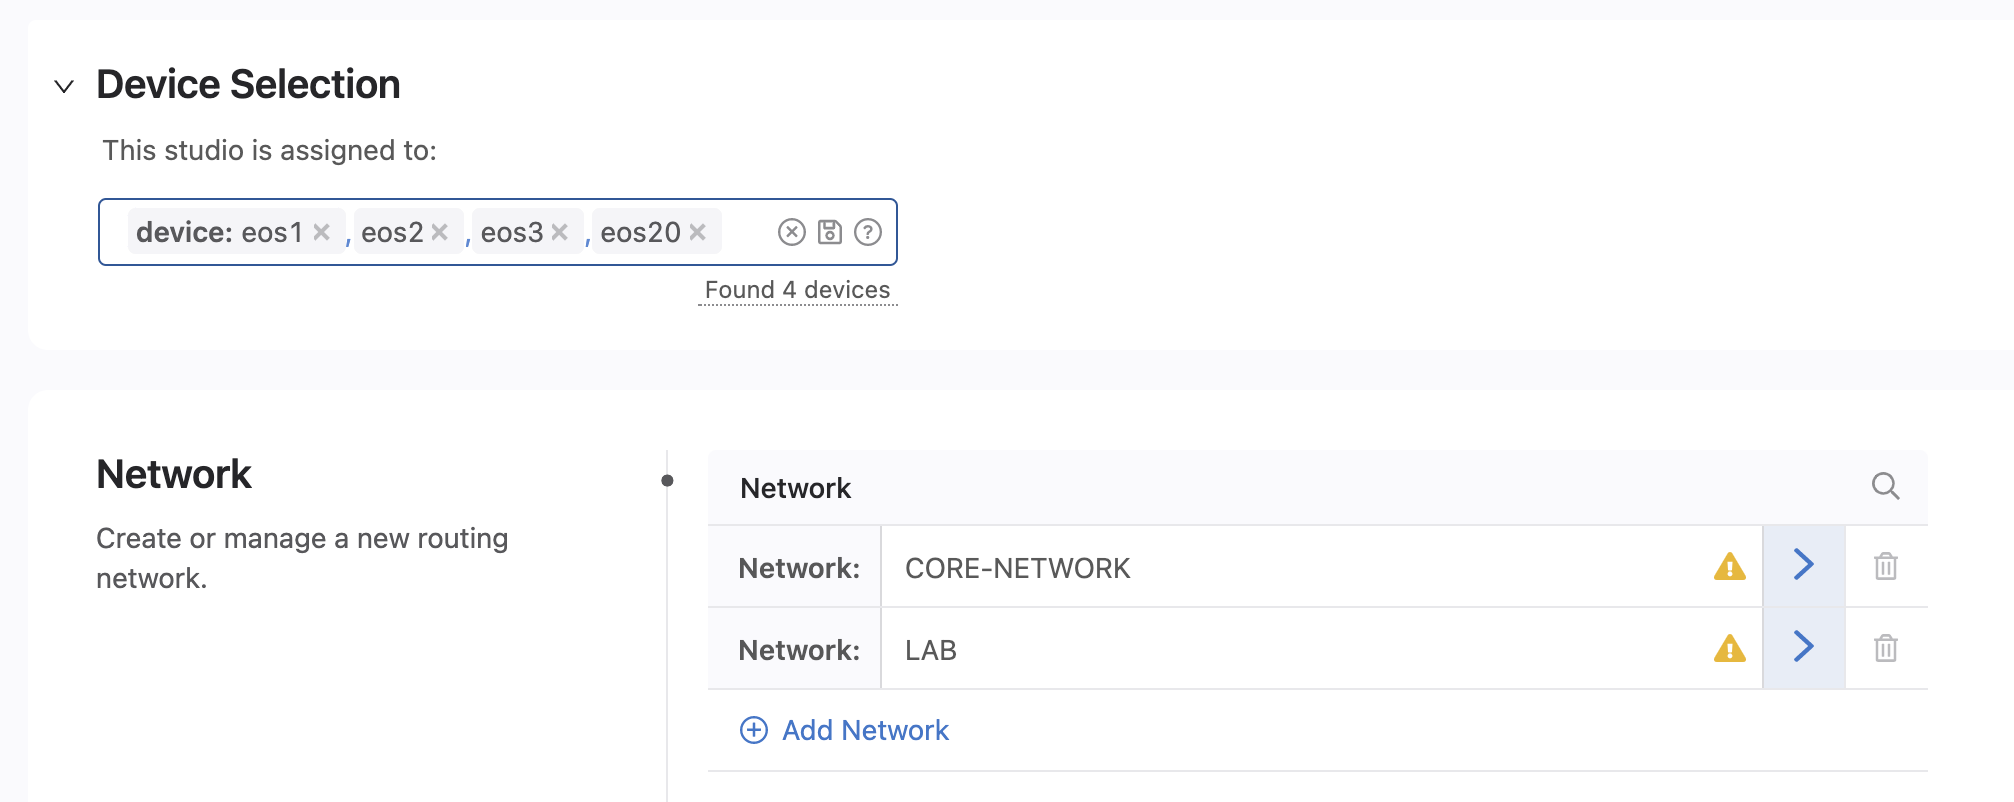 Device Selection
This studio is assigned to:
device: eos1 × , eos2 × , eos3 × , eos20 ×
Found 4 devices
Network
Create or manage a new routing
network.
Network
Network: CORE-NETWORK
Network: LAB
Add Network